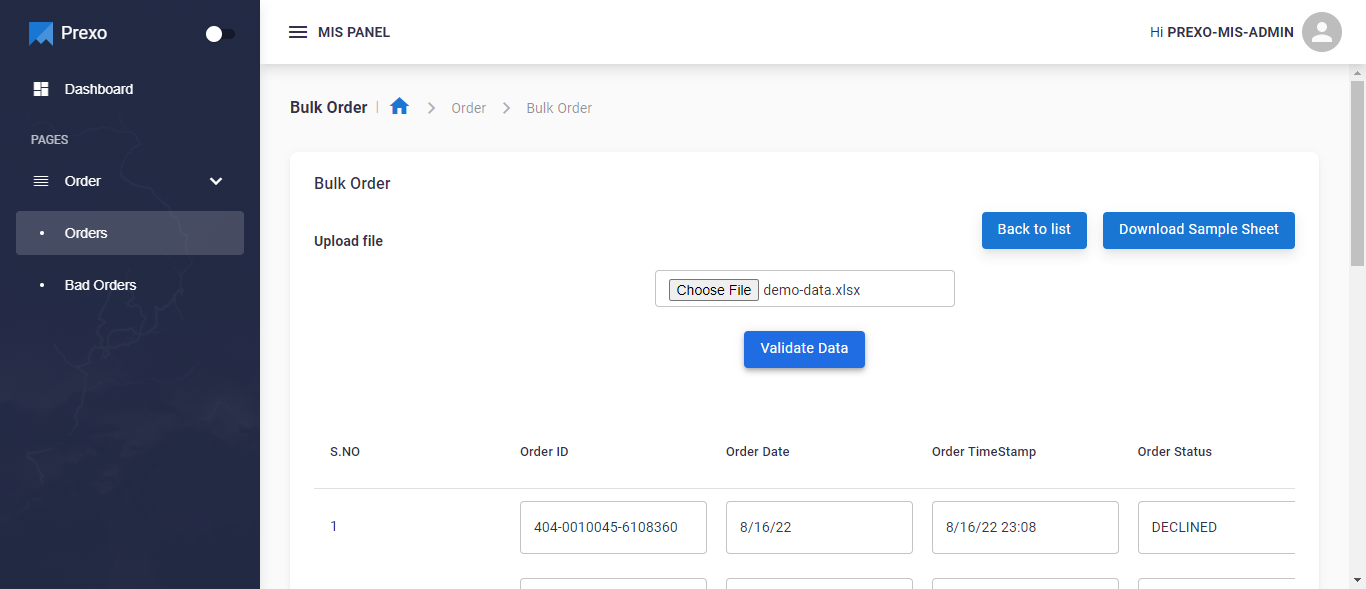 Prexo
MIS PANEL
Hi PREXO-MIS-ADMIN
Dashboard
PAGES
Order
Orders
Bad Orders
Bulk Order
Order
Bulk Order
Bulk Order
Upload file
Back to list
Download Sample Sheet
Choose File demo-data.xlsx
Validate Data
S.NO Order ID Order Date Order TimeStamp Order Status
1 404-0010045-6108360 8/16/22 8/16/22 23:08 DECLINED